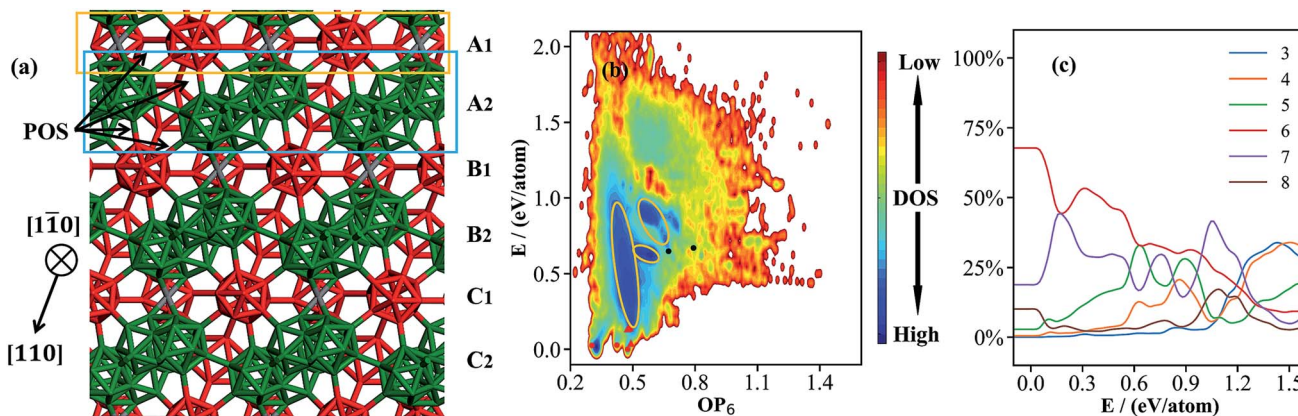 (a)
A1
A2
B1
B2
C1
C2
POS
[11̄0]
[110]
(b)
E / (eV/atom)
2.0
1.5
1.0
0.5
0.0
0.2 0.5 0.8 1.1 1.4
OP6
Low
DOS
High
(c)
100%
75%
50%
25%
0%
0.0 0.3 0.6 0.9 1.2 1.5
E / (eV/atom)
3
4
5
6
7
8